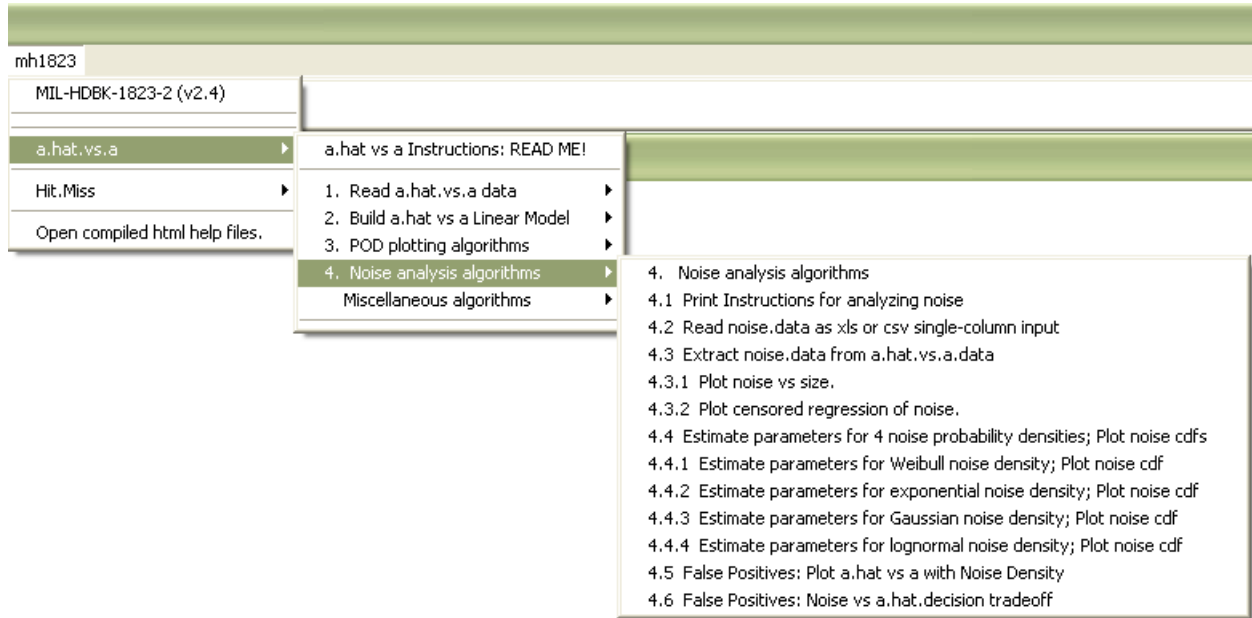 mh1823
MIL-HDBK-1823-2 (v2.4)
a.hat.vs.a
Hit.Miss
Open compiled html help files.
a.hat vs a Instructions: READ ME!
1. Read a.hat.vs.a data
2. Build a.hat vs a Linear Model
3. POD plotting algorithms
4. Noise analysis algorithms
Miscellaneous algorithms
4. Noise analysis algorithms
4.1 Print Instructions for analyzing noise
4.2 Read noise.data as xls or csv single-column input
4.3 Extract noise.data from a.hat.vs.a.data
4.3.1 Plot noise vs size.
4.3.2 Plot censored regression of noise.
4.4 Estimate parameters for 4 noise probability densities; Plot noise cdfs
4.4.1 Estimate parameters for Weibull noise density; Plot noise cdf
4.4.2 Estimate parameters for exponential noise density; Plot noise cdf
4.4.3 Estimate parameters for Gaussian noise density; Plot noise cdf
4.4.4 Estimate parameters for lognormal noise density; Plot noise cdf
4.5 False Positives: Plot a.hat vs a with Noise Density
4.6 False Positives: Noise vs a.hat.decision tradeoff